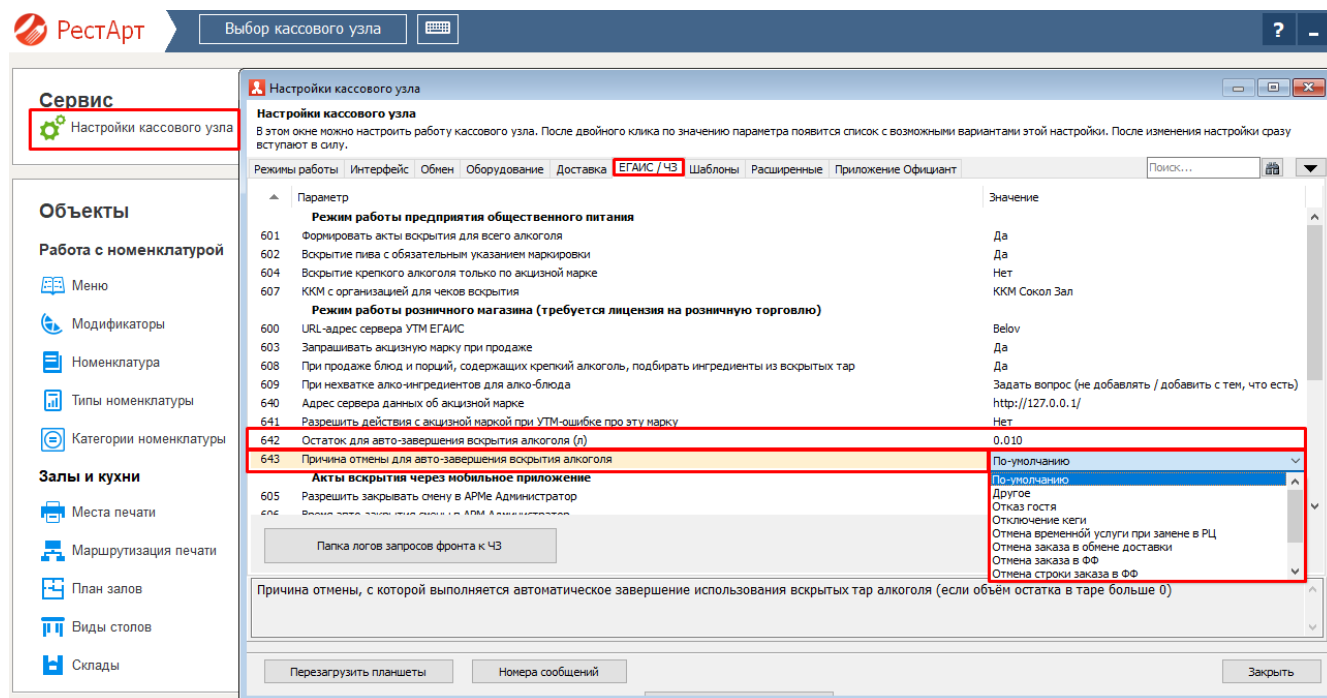 РестАрт
Выбор кассового узла
?
Сервис
Настройки кассового узла
Объекты
Работа с номенклатурой
Меню
Модификаторы
Номенклатура
Типы номенклатуры
Категории номенклатуры
Залы и кухни
Места печати
Маршрутизация печати
План залов
Виды столов
Склады
Настройки кассового узла
Настройки кассового узла
В этом окне можно настроить работу кассового узла. После двойного клика по значению параметра появится список с возможными вариантами этой настройки. После изменения настройки сразу
вступают в силу.
Режимы работы Интерфейс Обмен Оборудование Доставка ЕГАИС / ЧЗ Шаблоны Расширенные Приложение Официант Поиск...
Параметр Значение
Режим работы предприятия общественного питания
601 Формировать акты вскрытия для всего алкоголя Да
602 Вскрытие пива с обязательным указанием маркировки Да
604 Вскрытие крепкого алкоголя только по акцизной марке Нет
607 ККМ с организацией для чеков вскрытия ККМ Сокол Зал
Режим работы розничного магазина (требуется лицензия на розничную торговлю)
600 URL-адрес сервера УТМ ЕГАИС Belov
603 Запрашивать акцизную марку при продаже Да
608 При продаже блюд и порций, содержащих крепкий алкоголь, подбирать ингредиенты из вскрытых тар Да
609 При нехватке алко-ингредиентов для алко-блюда Задать вопрос (не добавлять / добавить с тем, что есть)
640 Адрес сервера данных об акцизной марке http://127.0.0.1/
641 Разрешить действия с акцизной маркой при УТМ-ошибке про эту марку Нет
642 Остаток для авто-завершения вскрытия алкоголя (л) 0.010
643 Причина отмены для авто-завершения вскрытия алкоголя По-умолчанию
Акты вскрытия через мобильное приложение
605 Разрешить закрывать смену в АРМе Администратор
По-умолчанию
Другое
Отказ гостя
Отключение кеги
Отмена временной услуги при замене в РЦ
Отмена заказа в обмене доставки
Отмена заказа в ФФ
Отмена строки заказа в ФФ
Папка логов запросов фронта к ЧЗ
Причина отмены, с которой выполняется автоматическое завершение использования вскрытых тар алкоголя (если объём остатка в таре больше 0)
Перезагрузить планшеты Номера сообщений Закрыть